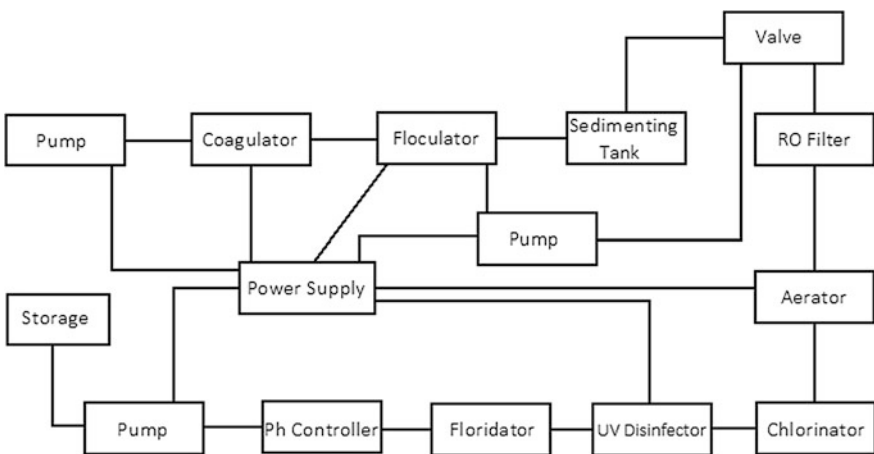 Valve
Pump
Coagulator
Floculator
Sedimenting
Tank
RO Filter
Pump
Power Supply
Aerator
Storage
Pump
Ph Controller
Floridator
UV Disinfector
Chlorinator